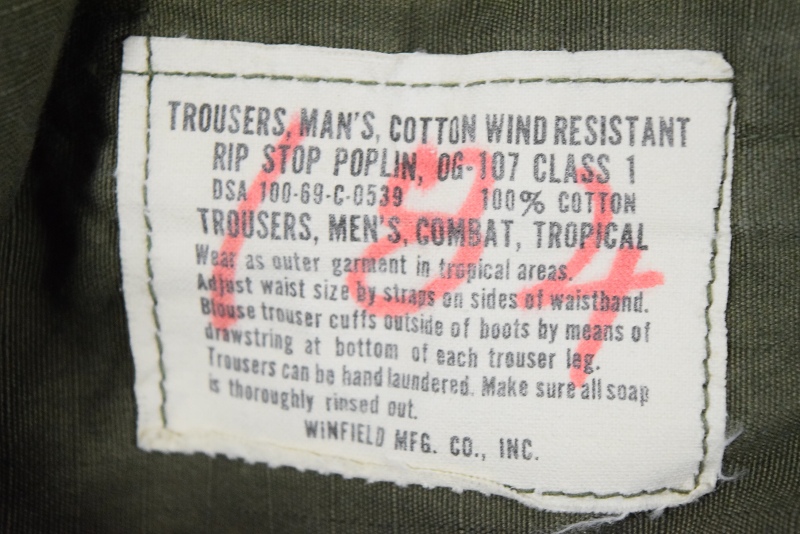 TROUSERS, MAN'S, COTTON WIND RESISTANT
RIP STOP POPLIN, OG-107 CLASS 1
DSA 100-69-C-0539 100% COTTON
TROUSERS, MEN'S, COMBAT, TROPICAL
Wear as outer garment in tropical areas.
Adjust waist size by straps on sides of waistband.
Blouse trouser cuffs outside of boots by means of
drawstring at bottom of each trouser leg.
Trousers can be hand laundered. Make sure all soap
is thoroughly rinsed out.
WINFIELD MFG. CO., INC.